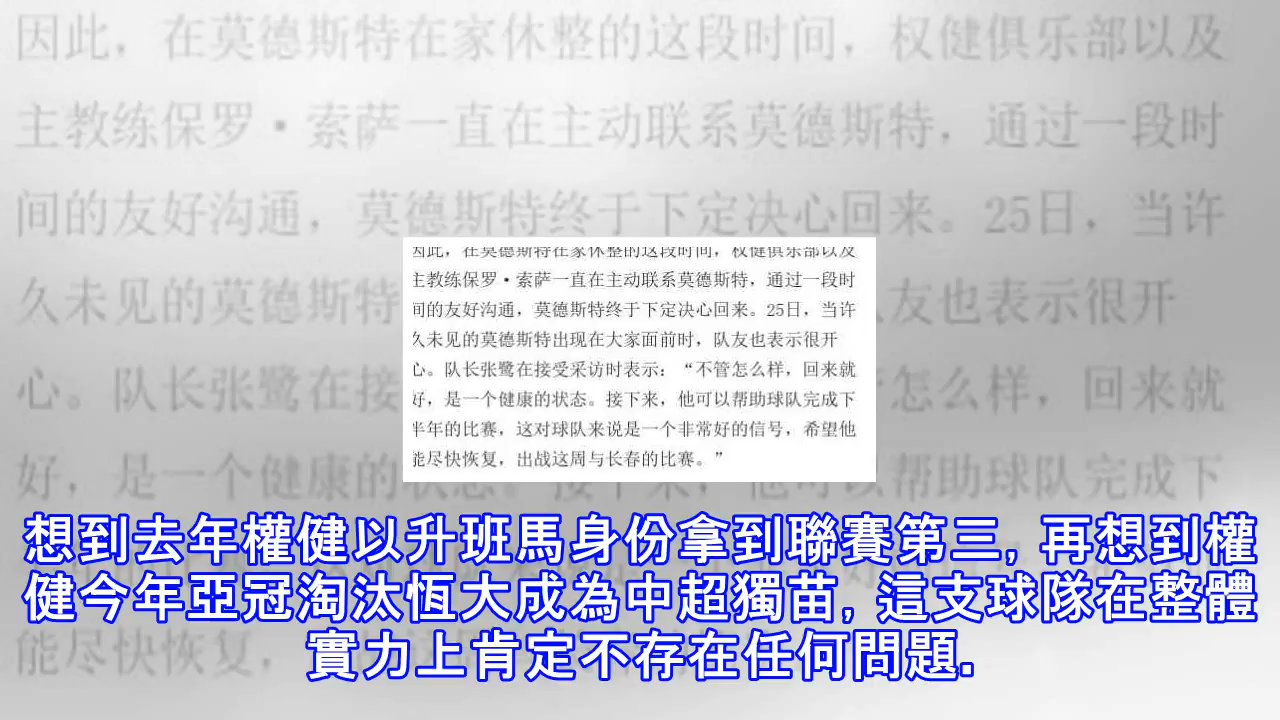 因此，在莫德斯特在家休整的这段时间，权健俱乐部以及
主教练保罗·索萨一直在主动联系莫德斯特，通过一段时
间的友好沟通，莫德斯特终于下定决心回来。25日，当许
久未见的莫德斯特 友也表示很开
心。队长张鹭在接 怎么样，回来就
好，是一个健康的状态 接下来，他可以帮助球队完成下
能尽快恢复，
因此，在莫德斯特在家休整的这段时间，权健俱乐部以及
主教练保罗·索萨一直在主动联系莫德斯特，通过一段时
间的友好沟通，莫德斯特终于下定决心回来。25日，当许
久未见的莫德斯特出现在大家面前时，队友也表示很开
心。队长张鹭在接受采访时表示：“不管怎么样，回来就
好，是一个健康的状态。接下来，他可以帮助球队完成下
半年的比赛，这对球队来说是一个非常好的信号，希望他
能尽快恢复，出战这周与长春的比赛。”
想到去年權健以升班馬身份拿到聯賽第三, 再想到權
健今年亞冠淘汰恆大成為中超獨苗, 這支球隊在整體
實力上肯定不存在任何問題.